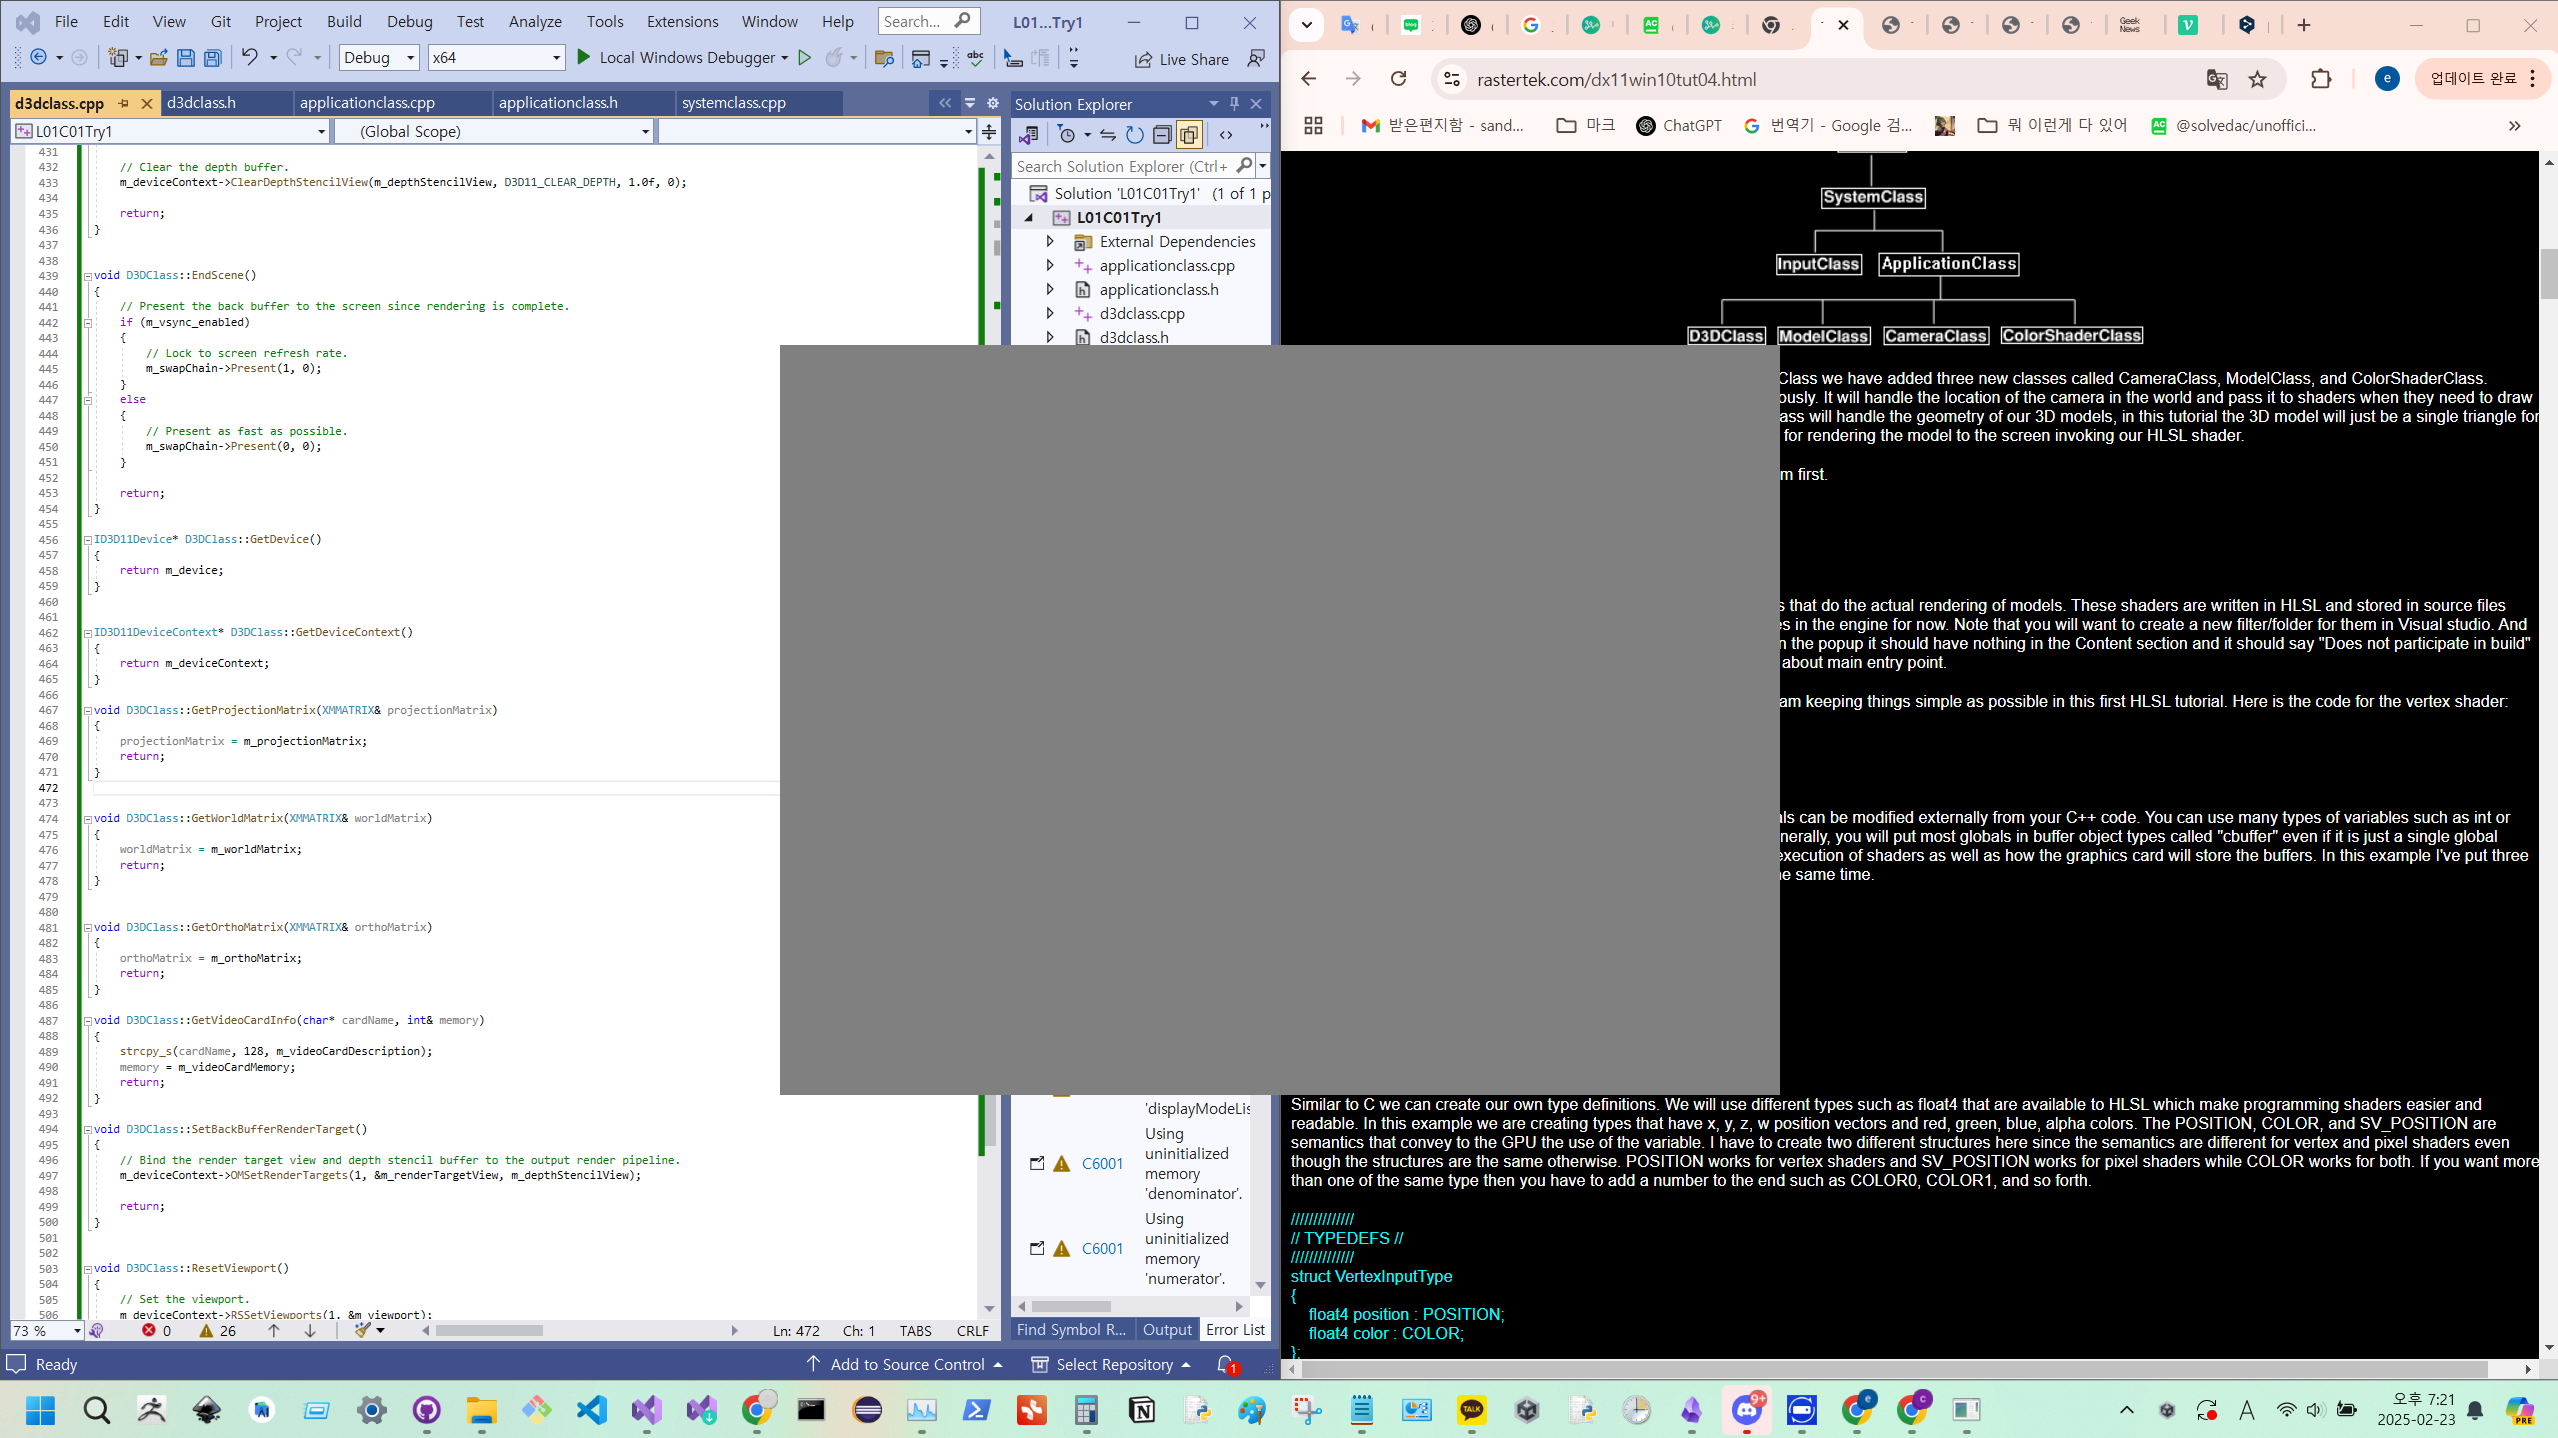 File Edit View Git Project Build Debug Test Analyze Tools Extensions Window Help Search... L01C...Try1
Debug x64 Local Windows Debugger Live Share
d3dclass.cpp d3dclass.h applicationclass.cpp applicationclass.h systemclass.cpp
L01C01Try1 (Global Scope)
431
432 // Clear the depth buffer.
433 m_deviceContext->ClearDepthStencilView(m_depthStencilView, D3D11_CLEAR_DEPTH, 1.0f, 0);
434
435 return;
436 }
437
438
439 void D3DClass::EndScene()
440 {
441 // Present the back buffer to the screen since rendering is complete.
442 if (m_vsync_enabled)
443 {
444 // Lock to screen refresh rate.
445 m_swapChain->Present(1, 0);
446 }
447 else
448 {
449 // Present as fast as possible.
450 m_swapChain->Present(0, 0);
451 }
452
453 return;
454 }
455
456 ID3D11Device* D3DClass::GetDevice()
457 {
458 return m_device;
459 }
460
461
462 ID3D11DeviceContext* D3DClass::GetDeviceContext()
463 {
464 return m_deviceContext;
465 }
466
467 void D3DClass::GetProjectionMatrix(XMMATRIX& projectionMatrix)
468 {
469 projectionMatrix = m_projectionMatrix;
470 return;
471 }
472
473
474 void D3DClass::GetWorldMatrix(XMMATRIX& worldMatrix)
475 {
476 worldMatrix = m_worldMatrix;
477 return;
478 }
479
480
481 void D3DClass::GetOrthoMatrix(XMMATRIX& orthoMatrix)
482 {
483 orthoMatrix = m_orthoMatrix;
484 return;
485 }
486
487 void D3DClass::GetVideoCardInfo(char* cardName, int& memory)
488 {
489 strcpy_s(cardName, 128, m_videoCardDescription);
490 memory = m_videoCardMemory;
491 return;
492 }
493
494 void D3DClass::SetBackBufferRenderTarget()
495 {
496 // Bind the render target view and depth stencil buffer to the output render pipeline.
497 m_deviceContext->OMSetRenderTargets(1, &m_renderTargetView, m_depthStencilView);
498
499 return;
500 }
501
502
503 void D3DClass::ResetViewport()
504 {
505 // Set the viewport.
506 m_deviceContext->RSSetViewports(1, &m_viewport);
73 % 0 26 Ln: 472 Ch: 1 TABS CRLF
Solution Explorer
Search Solution Explorer (Ctrl+
Solution 'L01C01Try1' (1 of 1 p
L01C01Try1
External Dependencies
applicationclass.cpp
applicationclass.h
d3dclass.cpp
d3dclass.h
'displayModeLis
C6001 Using uninitialized memory 'denominator'.
C6001 Using uninitialized memory 'numerator'.
Find Symbol R... Output Error List
Ready Add to Source Control Select Repository 1
Geek News
rastertek.com/dx11win10tut04.html
e 업데이트 완료
받은편지함 - sand... 마크 ChatGPT 번역기 - Google 검... 뭐 이런게 다 있어 @solvedac/unoffici...
SystemClass
InputClass ApplicationClass
D3DClass ModelClass CameraClass ColorShaderClass
Class we have added three new classes called CameraClass, ModelClass, and ColorShaderClass.
ously. It will handle the location of the camera in the world and pass it to shaders when they need to draw
ass will handle the geometry of our 3D models, in this tutorial the 3D model will just be a single triangle for
for rendering the model to the screen invoking our HLSL shader.
m first.
s that do the actual rendering of models. These shaders are written in HLSL and stored in source files
es in the engine for now. Note that you will want to create a new filter/folder for them in Visual studio. And
n the popup it should have nothing in the Content section and it should say "Does not participate in build"
about main entry point.
am keeping things simple as possible in this first HLSL tutorial. Here is the code for the vertex shader:
als can be modified externally from your C++ code. You can use many types of variables such as int or
nerally, you will put most globals in buffer object types called "cbuffer" even if it is just a single global
execution of shaders as well as how the graphics card will store the buffers. In this example I've put three
he same time.
Similar to C we can create our own type definitions. We will use different types such as float4 that are available to HLSL which make programming shaders easier and
readable. In this example we are creating types that have x, y, z, w position vectors and red, green, blue, alpha colors. The POSITION, COLOR, and SV_POSITION are
semantics that convey to the GPU the use of the variable. I have to create two different structures here since the semantics are different for vertex and pixel shaders even
though the structures are the same otherwise. POSITION works for vertex shaders and SV_POSITION works for pixel shaders while COLOR works for both. If you want more
than one of the same type then you have to add a number to the end such as COLOR0, COLOR1, and so forth.
//////////////
// TYPEDEFS //
//////////////
struct VertexInputType
{
float4 position : POSITION;
float4 color : COLOR;
};
TALK 9+ A 오후 7:21
2025-02-23 PRE